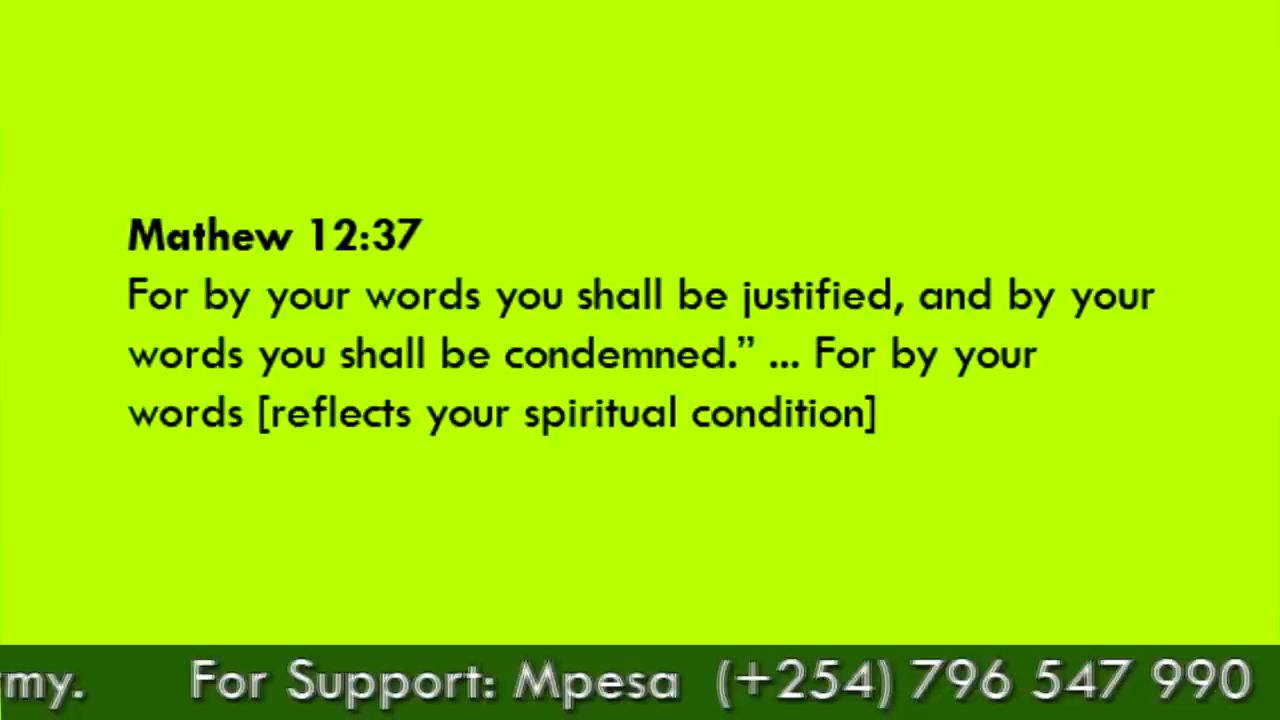 Mathew 12:37
For by your words you shall be justified, and by your
words you shall be condemned.” ... For by your
words [reflects your spiritual condition]
For Support: Mpesa (+254) 796 547 990